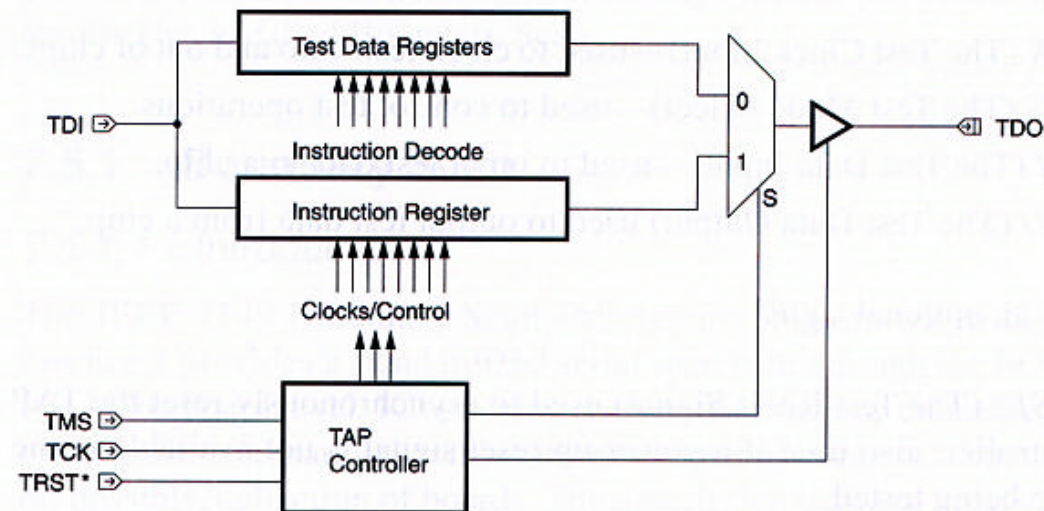 Test Data Registers
0
TDI
TDO
Instruction Decode
1
Instruction Register
S
Clocks/Control
TMS
TAP
TCK
Controller
TRST*